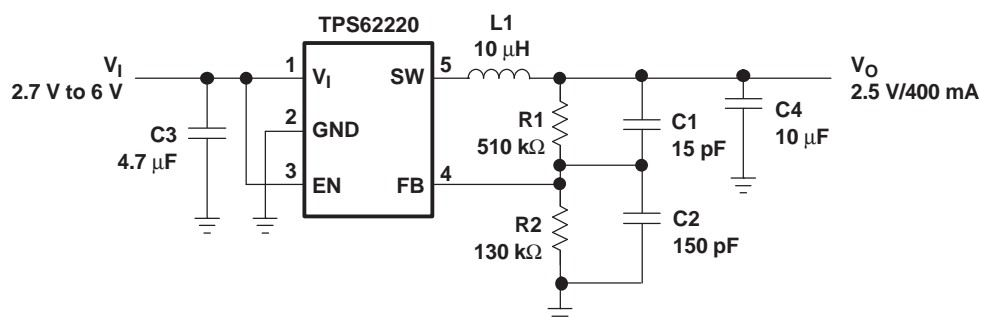 TPS62220
L1
10 μH
V_I
2.7 V to 6 V
1
V_I
SW
5
V_O
2.5 V/400 mA
C3
4.7 μF
2
GND
R1
510 kΩ
C1
15 pF
C4
10 μF
3
EN
FB
4
R2
130 kΩ
C2
150 pF